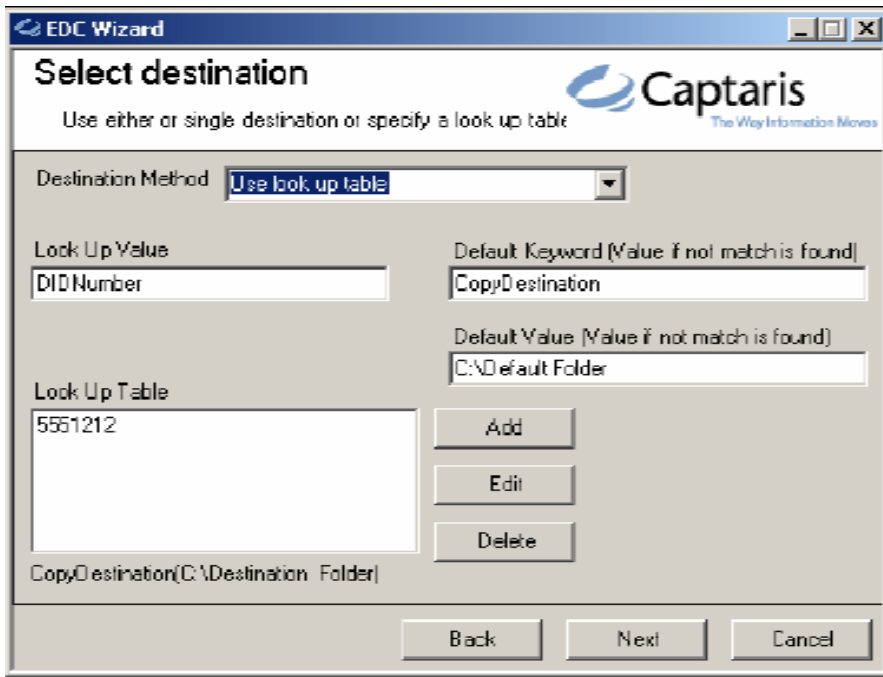 EDC Wizard
Select destination
Use either or single destination or specify a look up table
Captaris
The Way Information Moves
Destination Method
Use look up table
Look Up Value
DIDNumber
Default Keyword (Value if not match is found)
CopyDestination
Default Value (Value if not match is found)
C:\Default Folder
Look Up Table
5551212
Add
Edit
Delete
CopyDestination(C:\Destination Folder)
Back
Next
Cancel